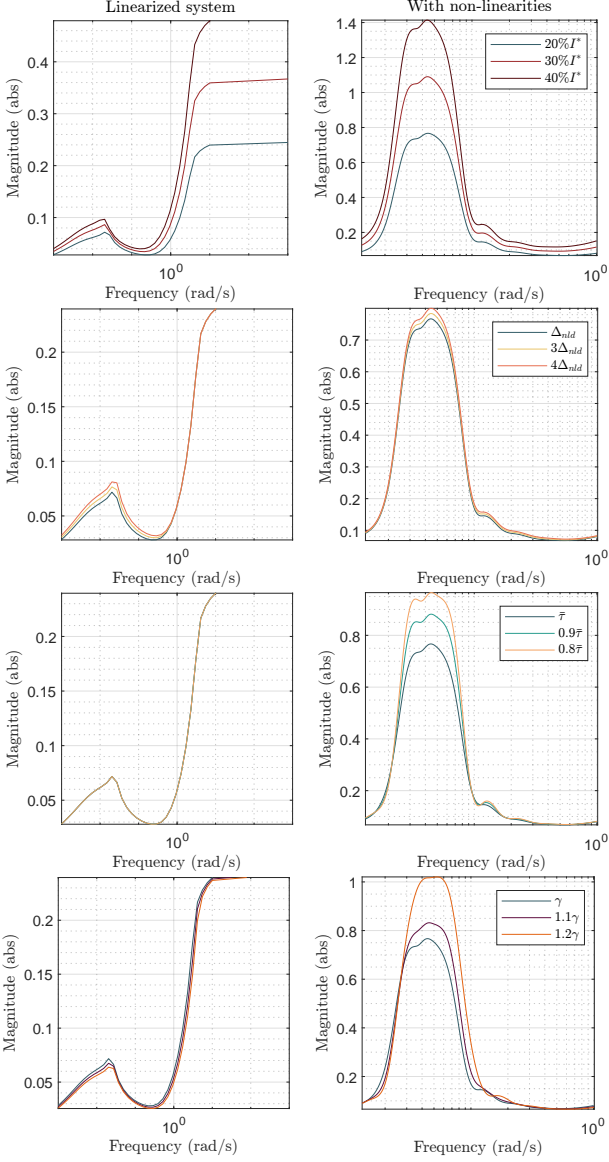 Linearized system
With non-linearities
Magnitude (abs)
0.4
0.3
0.2
0.1
10^0
Frequency (rad/s)
Magnitude (abs)
1.4
1.2
1
0.8
0.6
0.4
0.2
20%I*
30%I*
40%I*
10^0
Frequency (rad/s)
Magnitude (abs)
0.2
0.15
0.1
0.05
10^0
Frequency (rad/s)
Magnitude (abs)
0.7
0.6
0.5
0.4
0.3
0.2
0.1
Δ_nld
3Δ_nld
4Δ_nld
10^0
Frequency (rad/s)
Magnitude (abs)
0.2
0.15
0.1
0.05
10^0
Frequency (rad/s)
Magnitude (abs)
0.8
0.6
0.4
0.2
τ̄
0.9τ̄
0.8τ̄
10^0
Frequency (rad/s)
Magnitude (abs)
0.2
0.15
0.1
0.05
10^0
Frequency (rad/s)
Magnitude (abs)
1
0.8
0.6
0.4
0.2
γ
1.1γ
1.2γ
10^0
Frequency (rad/s)